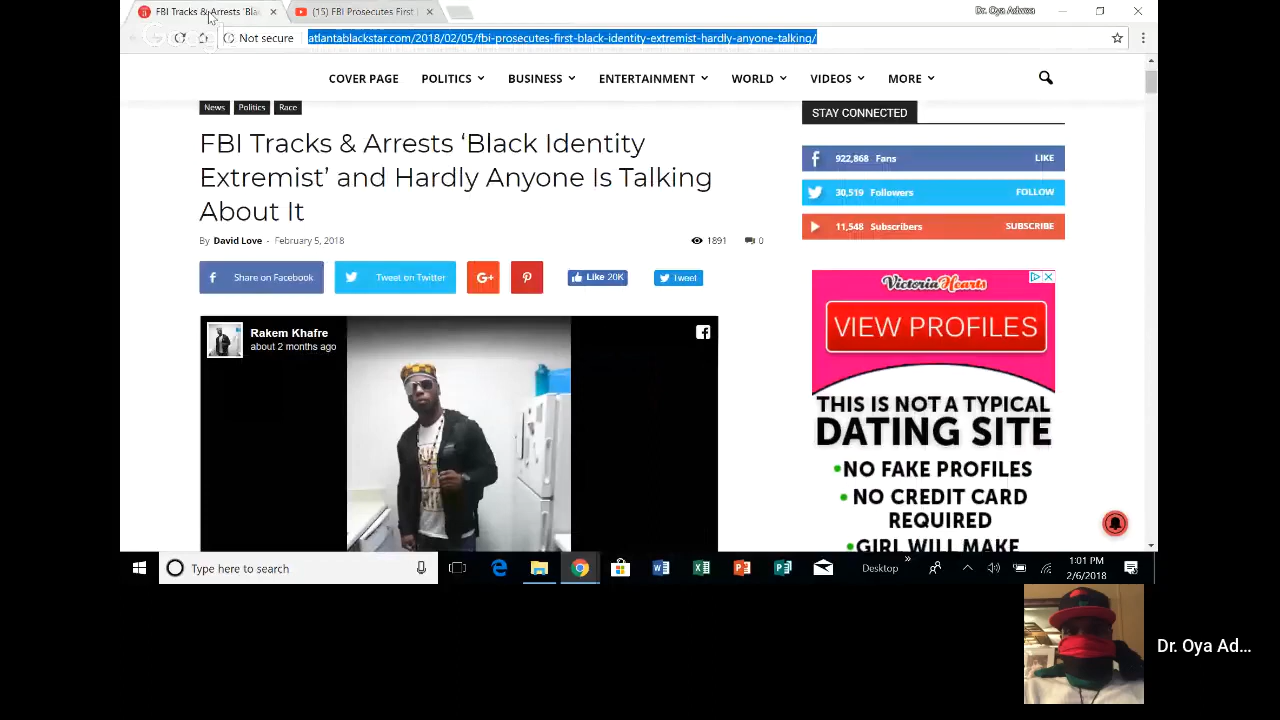 FBI Tracks & Arrests 'Bla
(15) FBI Prosecutes First
Dr. Oya Adwoa
Not secure
atlantablackstar.com/2018/02/05/fbi-prosecutes-first-black-identity-extremist-hardly-anyone-talking/
COVER PAGE POLITICS BUSINESS ENTERTAINMENT WORLD VIDEOS MORE
News Politics Race
FBI Tracks & Arrests ‘Black Identity
Extremist’ and Hardly Anyone Is Talking
About It
By David Love - February 5, 2018
1891 0
Share on Facebook Tweet on Twitter G+ Like 20K Tweet
Rakem Khafre
about 2 months ago
STAY CONNECTED
922,868 Fans LIKE
30,519 Followers FOLLOW
11,548 Subscribers SUBSCRIBE
Victoria Hearts
VIEW PROFILES
THIS IS NOT A TYPICAL
DATING SITE
•NO FAKE PROFILES
•NO CREDIT CARD
REQUIRED
•GIRL WILL MAKE
Type here to search
Desktop
1:01 PM
2/6/2018
Dr. Oya Ad...